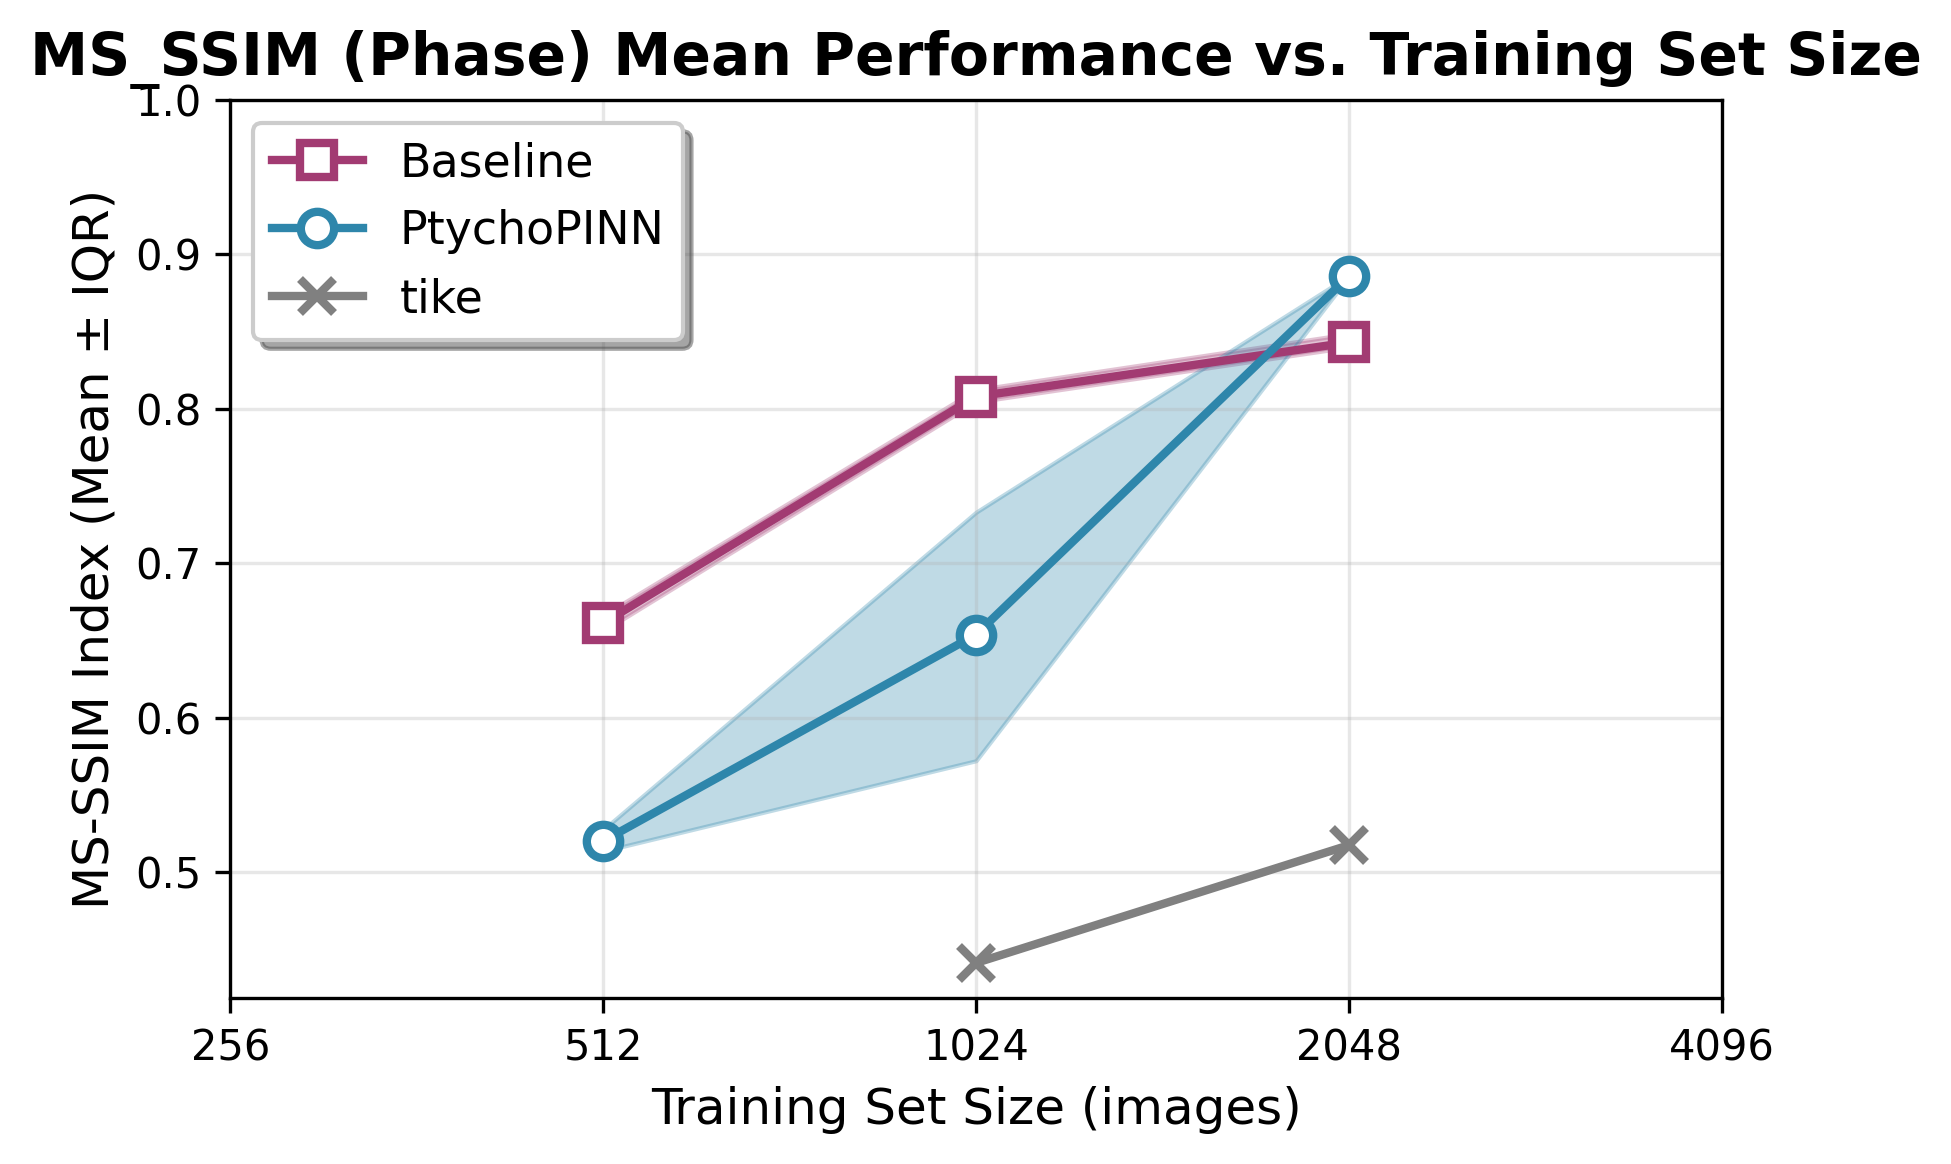 MS_SSIM (Phase) Mean Performance vs. Training Set Size
MS-SSIM Index (Mean ± IQR)
1.0
0.9
0.8
0.7
0.6
0.5
Baseline
PtychoPINN
tike
256 512 1024 2048 4096
Training Set Size (images)